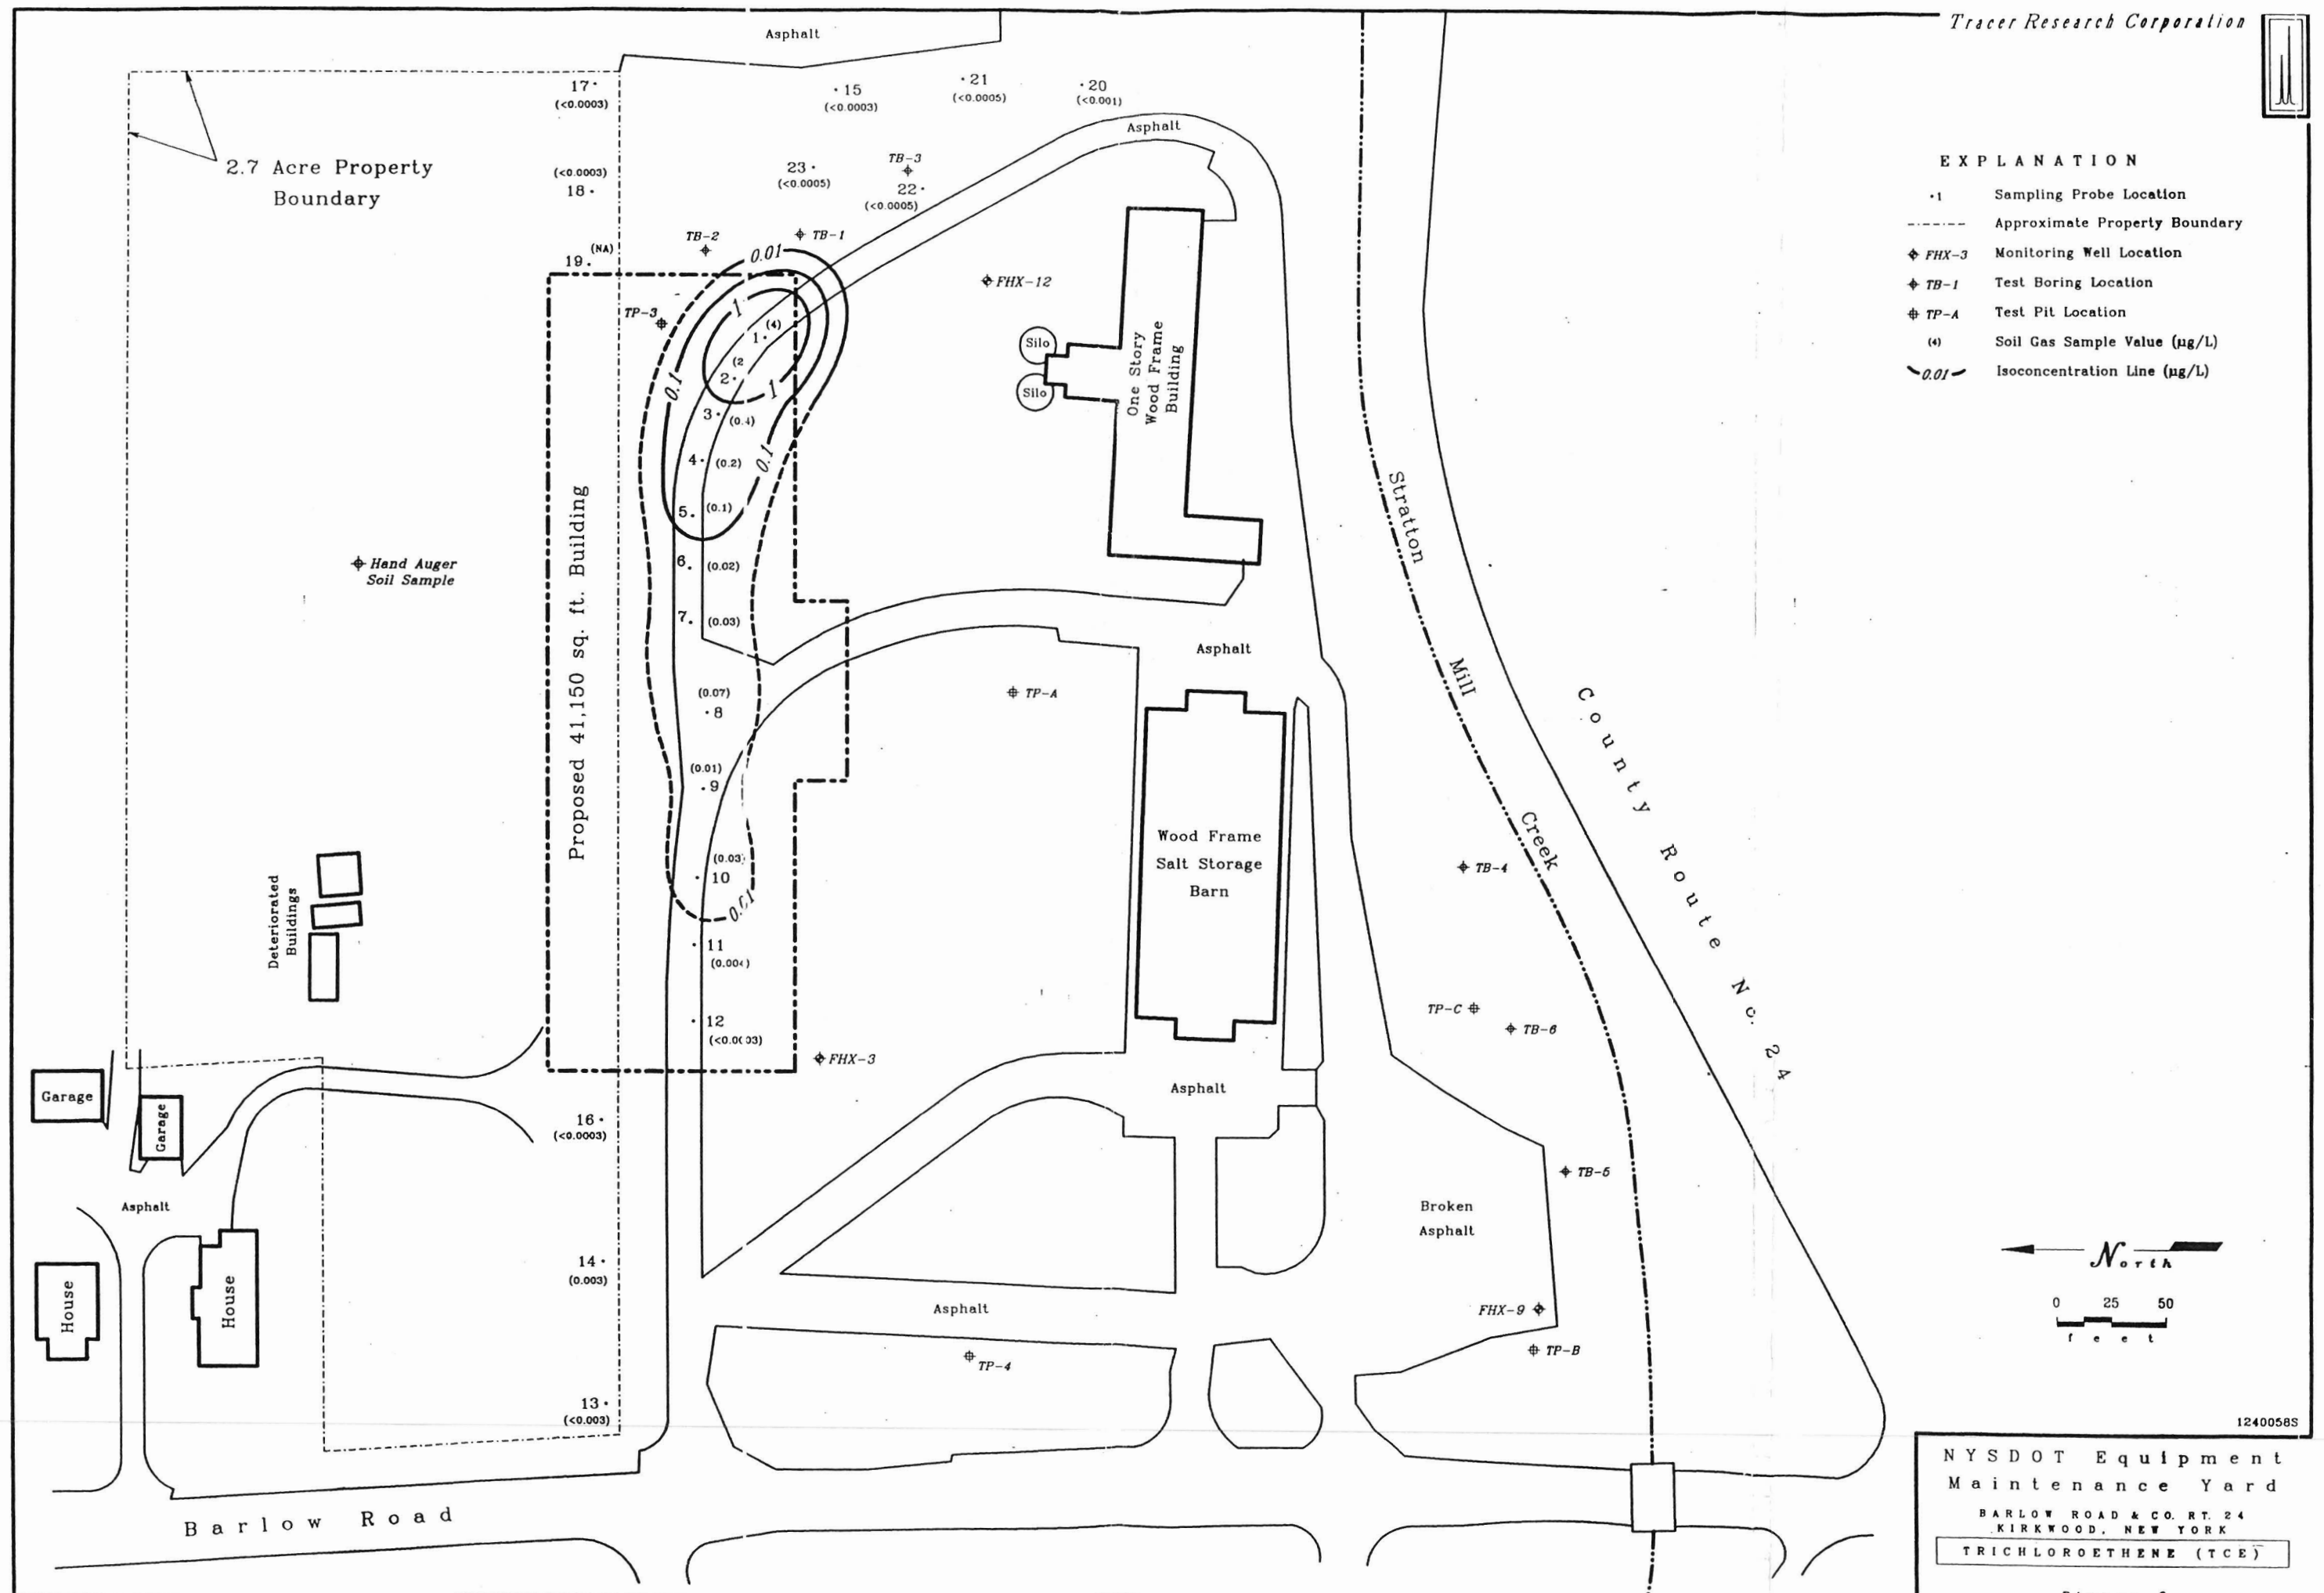 Tracer Research Corporation
Asphalt
17
(<0.0003)
15
(<0.0003)
21
(<0.0005)
20
(<0.001)
Asphalt
2.7 Acre Property
Boundary
(<0.0003)
18
23
(<0.0005)
TB-3
22
(<0.0005)
EXPLANATION
1 Sampling Probe Location
Approximate Property Boundary
FHX-3 Monitoring Well Location
TB-1 Test Boring Location
TP-A Test Pit Location
(4) Soil Gas Sample Value (µg/L)
0.01 Isoconcentration Line (µg/L)
TB-2
TB-1
(NA)
19.
0.01
FHX-12
TP-3
1
1 (4)
(2
2
1
0.1
3 (0.4)
4 (0.2)
0.1
5. (0.1)
6. (0.02)
7. (0.03)
Silo
Silo
One Story
Wood Frame
Building
Hand Auger
Soil Sample
Proposed 41,150 sq. ft. Building
Asphalt
Stratton Mill Creek
County Route No. 24
(0.07)
8
TP-A
(0.01)
9
(0.03)
10
0.01
11
12
FHX-3
Wood Frame
Salt Storage
Barn
TB-4
TP-C
TB-6
Deteriorated
Buildings
Garage
Garage
Asphalt
16
(<0.0003)
TB-5
Asphalt
Broken
Asphalt
House
House
14
(0.003)
Asphalt
FHX-9
TP-4
TP-B
North
0 25 50
feet
13
(<0.003)
1240058S
Barlow Road
NYSDOT Equipment
Maintenance Yard
BARLOW ROAD & CO. RT. 24
KIRKWOOD, NEW YORK
TRICHLOROETHENE (TCE)